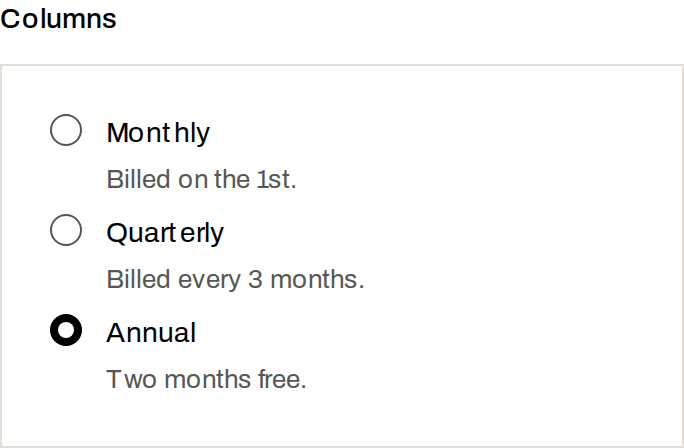 Columns
Monthly
Billed on the 1st.
Quarterly
Billed every 3 months.
Annual
Two months free.